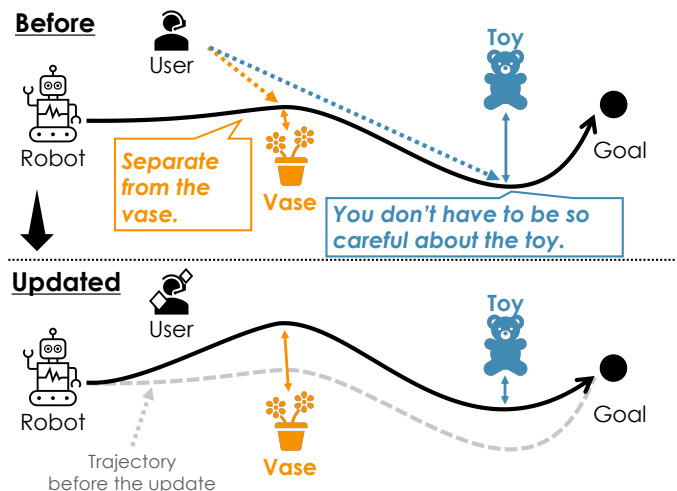 Before
User
Toy
Robot
Goal
Separate
from the
vase.
Vase
You don't have to be so
careful about the toy.
Updated
User
Toy
Robot
Goal
Vase
Trajectory
before the update